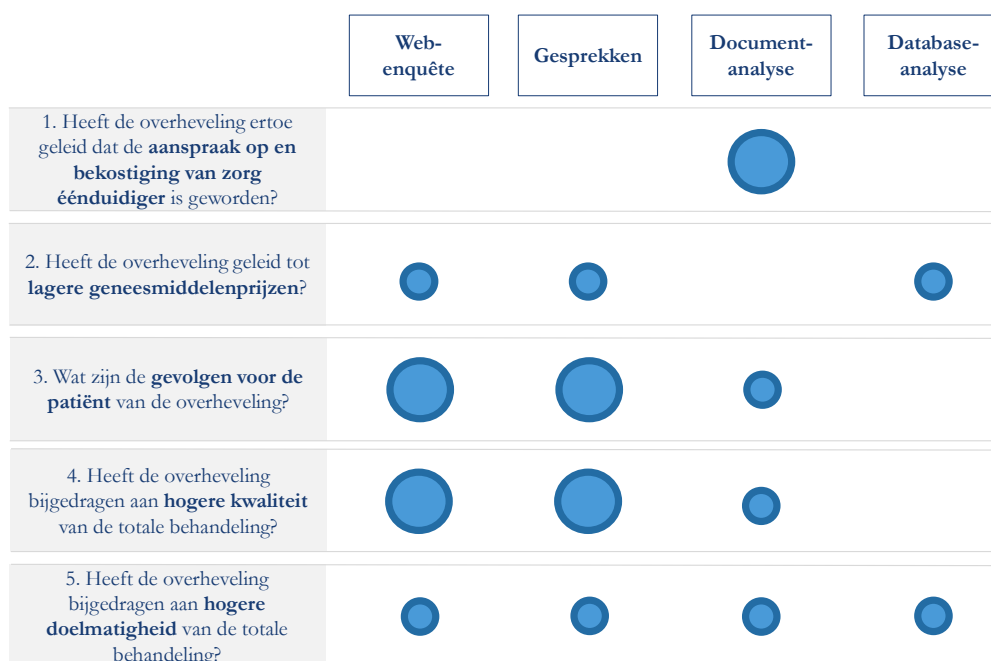 Web-
enquête
Gesprekken
Document-
analyse
Database-
analyse
1. Heeft de overheveling ertoe
geleid dat de aanspraak op en
bekostiging van zorg
éénduidiger is geworden?
2. Heeft de overheveling geleid tot
lagere geneesmiddelenprijzen?
3. Wat zijn de gevolgen voor de
patiënt van de overheveling?
4. Heeft de overheveling
bijgedragen aan hogere kwaliteit
van de totale behandeling?
5. Heeft de overheveling
bijgedragen aan hogere
doelmatigheid van de totale
behandeling?